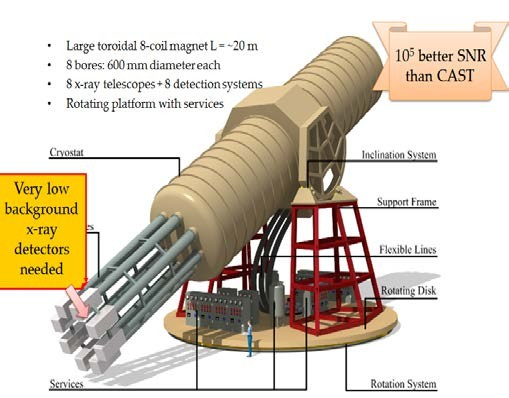 • Large toroidal 8-coil magnet L = ~20 m
• 8 bores: 600 mm diameter each
• 8 x-ray telescopes + 8 detection systems
• Rotating platform with services
10⁵ better SNR
than CAST
Cryostat
Inclination System
Support Frame
Very low
background
x-ray
detectors
needed
es
Flexible Lines
Rotating Disk
Services
Rotation System